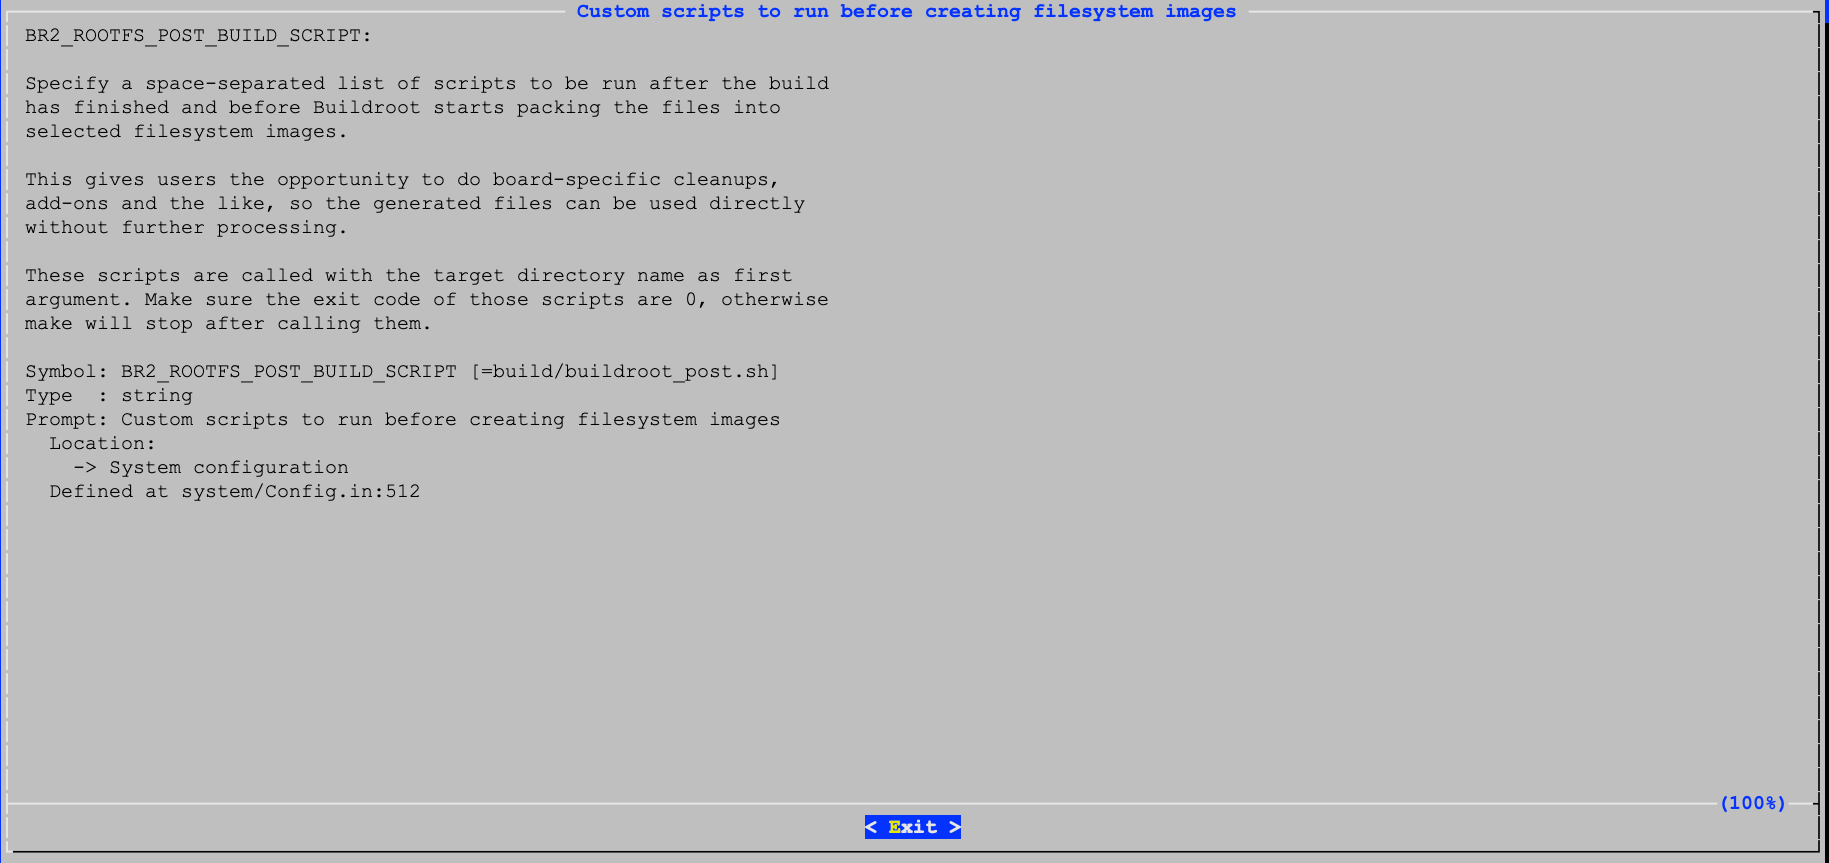 Custom scripts to run before creating filesystem images
BR2_ROOTFS_POST_BUILD_SCRIPT:
Specify a space-separated list of scripts to be run after the build
has finished and before Buildroot starts packing the files into
selected filesystem images.
This gives users the opportunity to do board-specific cleanups,
add-ons and the like, so the generated files can be used directly
without further processing.
These scripts are called with the target directory name as first
argument. Make sure the exit code of those scripts are 0, otherwise
make will stop after calling them.
Symbol: BR2_ROOTFS_POST_BUILD_SCRIPT [=build/buildroot_post.sh]
Type  : string
Prompt: Custom scripts to run before creating filesystem images
  Location:
    -> System configuration
  Defined at system/Config.in:512
(100%)
< Exit >